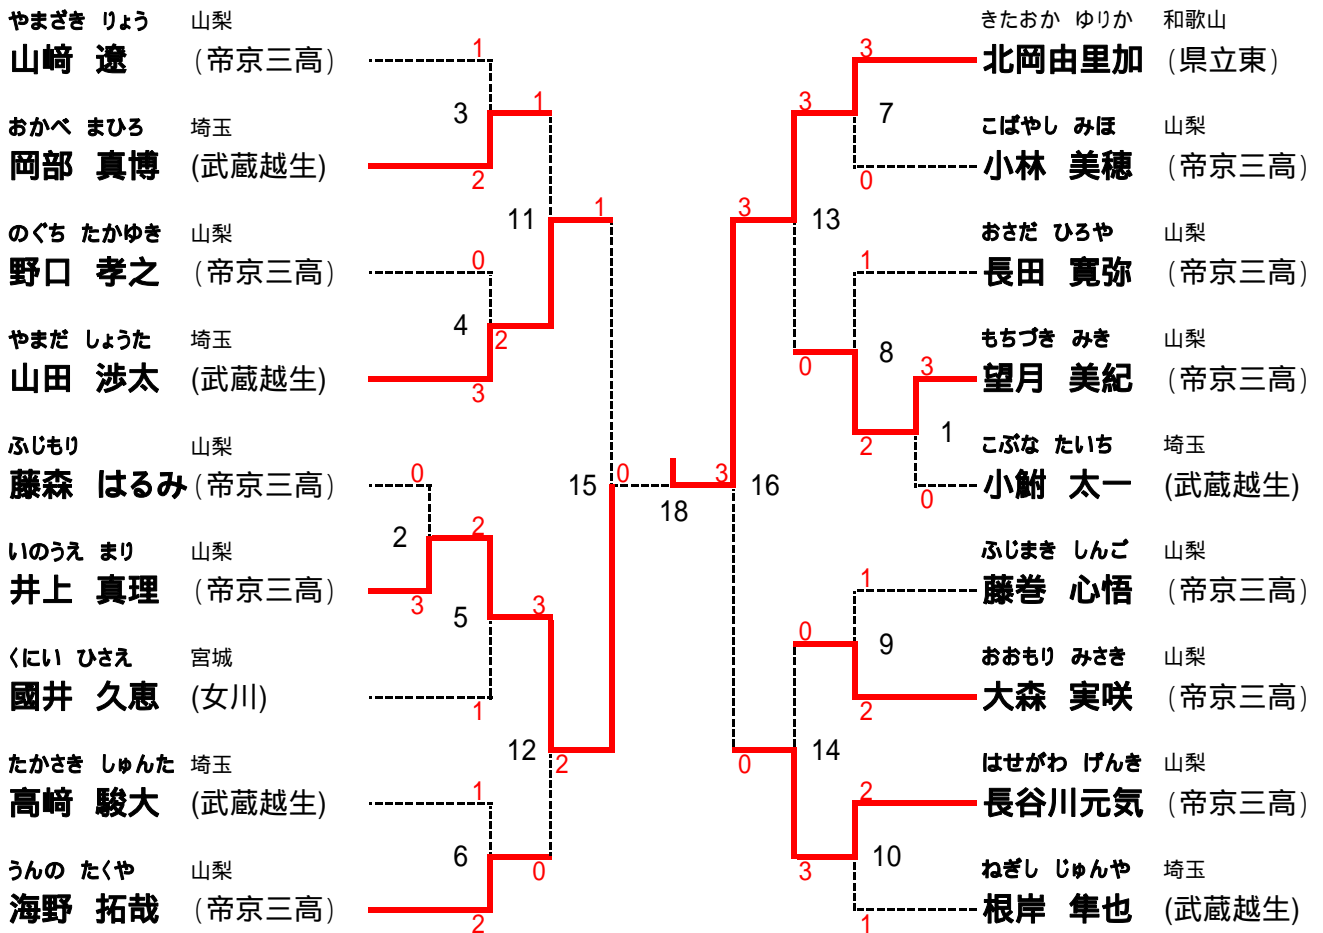 やまざき りょう 山梨
山﨑 遼 (帝京三高)
おかべ まひろ 埼玉
岡部 真博 (武蔵越生)
のぐち たかゆき 山梨
野口 孝之 (帝京三高)
やまだ しょうた 埼玉
山田 渉太 (武蔵越生)
ふじもり 山梨
藤森 はるみ (帝京三高)
いのうえ まり 山梨
井上 真理 (帝京三高)
くにい ひさえ 宮城
國井 久恵 (女川)
たかさき しゅんた 埼玉
高﨑 駿大 (武蔵越生)
うんの たくや 山梨
海野 拓哉 (帝京三高)
1
3 1
2
11 1
0
4 2
3
0
2 2
3
5 3
1
12 2
1
6 0
2
15 0
18
3 16
3
3 7
0
3 13
1
0 8
3
2 1
0
1
0 9
2
0 14
2
3 10
1
きたおか ゆりか 和歌山
北岡由里加 (県立東)
こばやし みほ 山梨
小林 美穂 (帝京三高)
おさだ ひろや 山梨
長田 寛弥 (帝京三高)
もちづき みき 山梨
望月 美紀 (帝京三高)
こぶな たいち 埼玉
小鮒 太一 (武蔵越生)
ふじまき しんご 山梨
藤巻 心悟 (帝京三高)
おおもり みさき 山梨
大森 実咲 (帝京三高)
はせがわ げんき 山梨
長谷川元気 (帝京三高)
ねぎし じゅんや 埼玉
根岸 隼也 (武蔵越生)